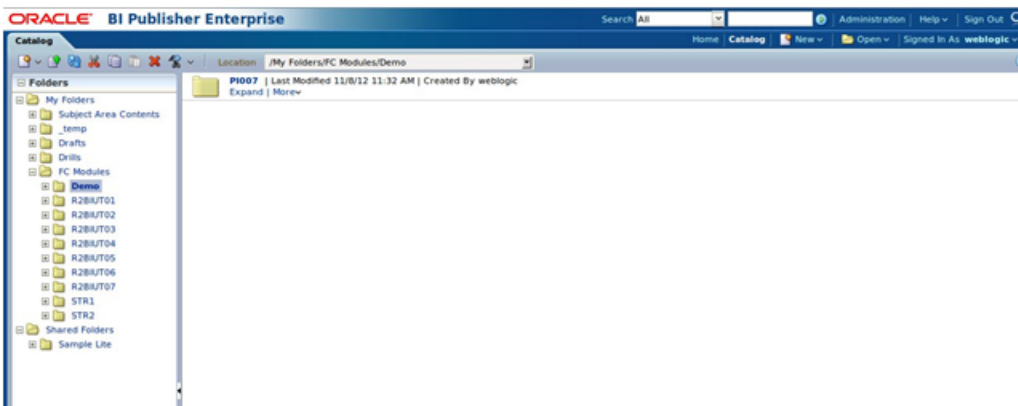 ORACLE BI Publisher Enterprise
Search All
Administration Help Sign Out
Catalog
Home Catalog New Open Signed In As weblogic
Location /My Folders/FC Modules/Demo
Folders
PI007 | Last Modified 11/8/12 11:32 AM | Created By weblogic
Expand | More
My Folders
Subject Area Contents
_temp
Drafts
Drills
FC Modules
Demo
R2BIUT01
R2BIUT02
R2BIUT03
R2BIUT04
R2BIUT05
R2BIUT06
R2BIUT07
STR1
STR2
Shared Folders
Sample Lite